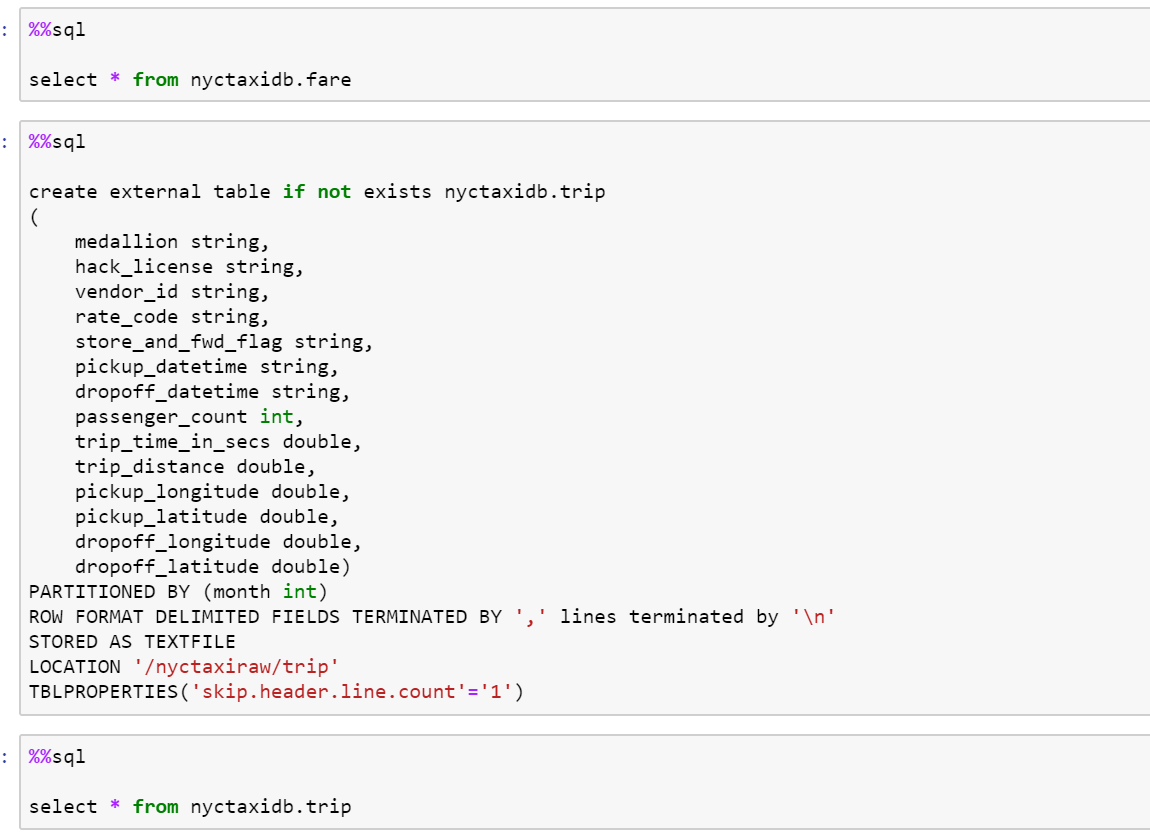 : %%sql
select * from nyctaxidb.fare
: %%sql
create external table if not exists nyctaxidb.trip
(
    medallion string,
    hack_license string,
    vendor_id string,
    rate_code string,
    store_and_fwd_flag string,
    pickup_datetime string,
    dropoff_datetime string,
    passenger_count int,
    trip_time_in_secs double,
    trip_distance double,
    pickup_longitude double,
    pickup_latitude double,
    dropoff_longitude double,
    dropoff_latitude double)
PARTITIONED BY (month int)
ROW FORMAT DELIMITED FIELDS TERMINATED BY ',' lines terminated by '\n'
STORED AS TEXTFILE
LOCATION '/nyctaxiraw/trip'
TBLPROPERTIES('skip.header.line.count'='1')
: %%sql
select * from nyctaxidb.trip